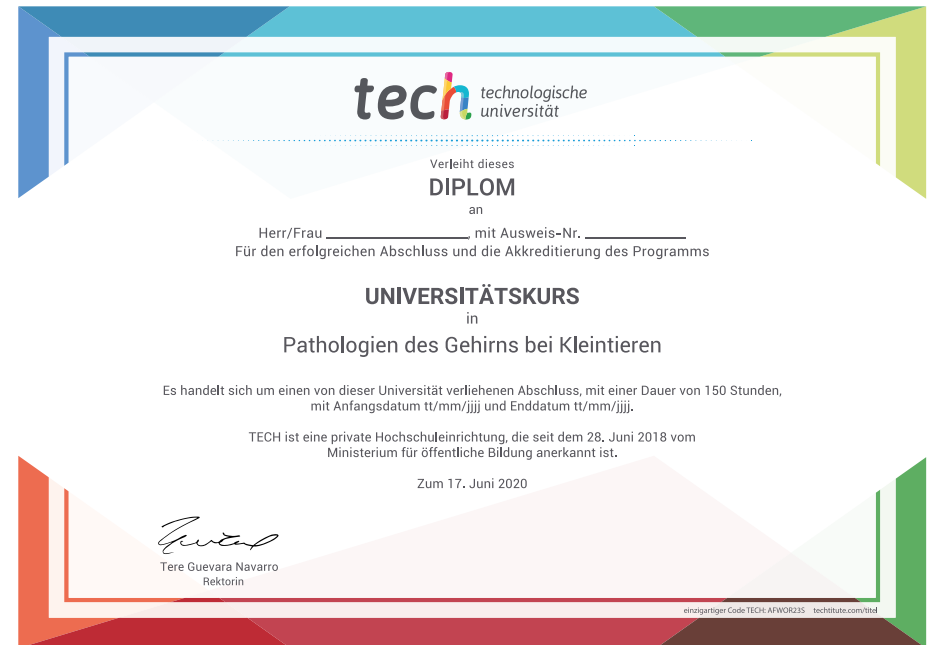 tech technologische
universität
Verleiht dieses
DIPLOM
an
Herr/Frau ____________________, mit Ausweis-Nr. ______________
Für den erfolgreichen Abschluss und die Akkreditierung des Programms
UNIVERSITÄTSKURS
in
Pathologien des Gehirns bei Kleintieren
Es handelt sich um einen von dieser Universität verliehenen Abschluss, mit einer Dauer von 150 Stunden,
mit Anfangsdatum tt/mm/jjjj und Enddatum tt/mm/jjjj.
TECH ist eine private Hochschuleinrichtung, die seit dem 28. Juni 2018 vom
Ministerium für öffentliche Bildung anerkannt ist.
Zum 17. Juni 2020
Tere Guevara Navarro
Rektorin
einzigartiger Code TECH: AFWOR23S techtitute.com/titel